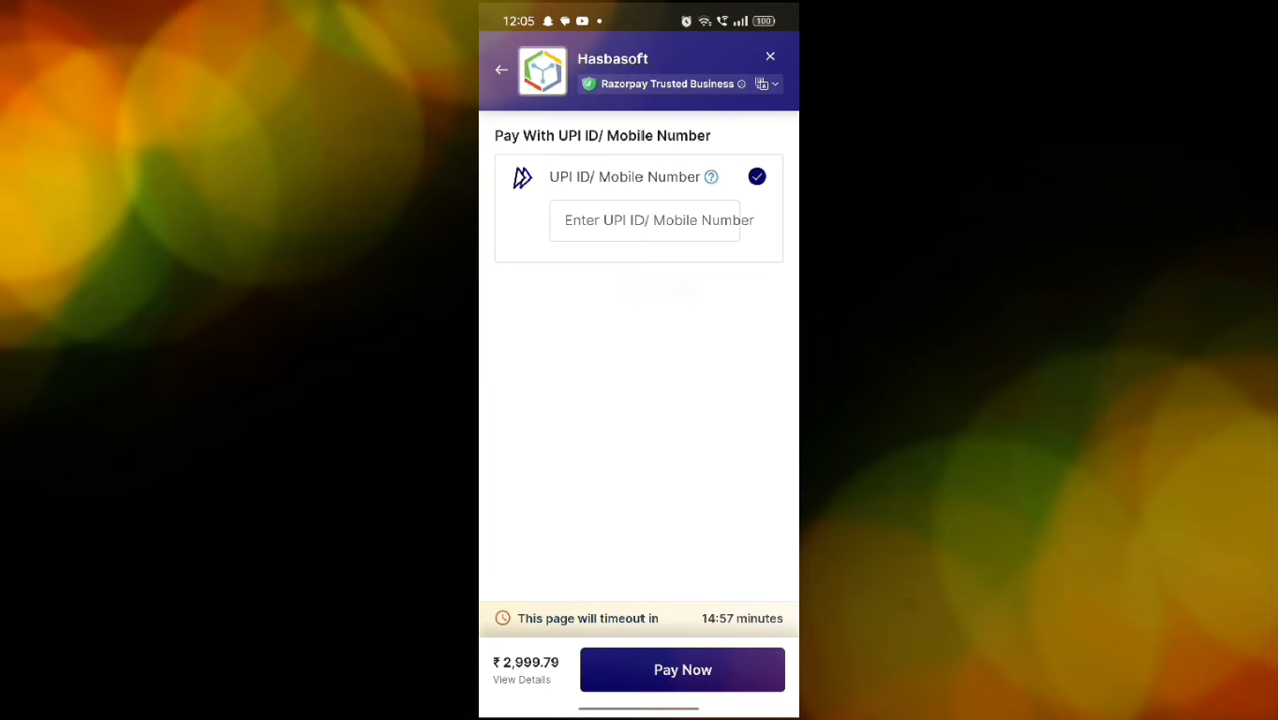 12:05
100
Hasbasoft
Razorpay Trusted Business
Pay With UPI ID/ Mobile Number
UPI ID/ Mobile Number
Enter UPI ID/ Mobile Number
This page will timeout in 14:57 minutes
₹ 2,999.79
View Details
Pay Now